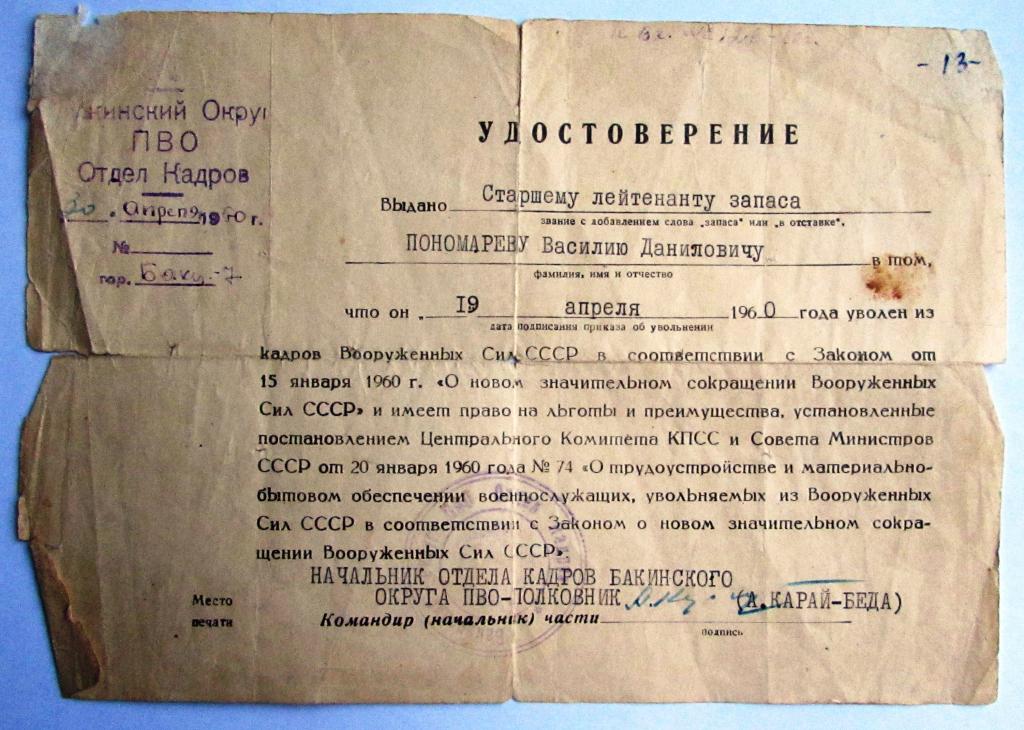 -13-
Округ
ПВО
Отдел Кадров
30 . апреля 1960 г.
№
гор. Баку-7
УДОСТОВЕРЕНИЕ
Выдано Старшему лейтенанту запаса
звание с добавлением слова „запаса" или „в отставке".
ПОНОМАРЕВУ Василию Даниловичу в том,
фамилия, имя и отчество
что он „ 19 апреля 1960 года уволен из
дата подписания приказа об увольнении
кадров Вооруженных Сил СССР в соответствии с Законом от
15 января 1960 г. «О новом значительном сокращении Вооруженных
Сил СССР» и имеет право на льготы и преимущества, установленные
постановлением Центрального Комитета КПСС и Совета Министров
СССР от 20 января 1960 года № 74 «О трудоустройстве и материально-
бытовом обеспечении военнослужащих, увольняемых из Вооруженных
Сил СССР в соответствии с Законом о новом значительном сокра-
щении Вооруженных Сил СССР».
НАЧАЛЬНИК ОТДЕЛА КАДРОВ БАКИНСКОГО
ОКРУГА ПВО-ПОЛКОВНИК (А.КАРАЙ-БЕДА)
Место
печати
Командир (начальник) части
подпись